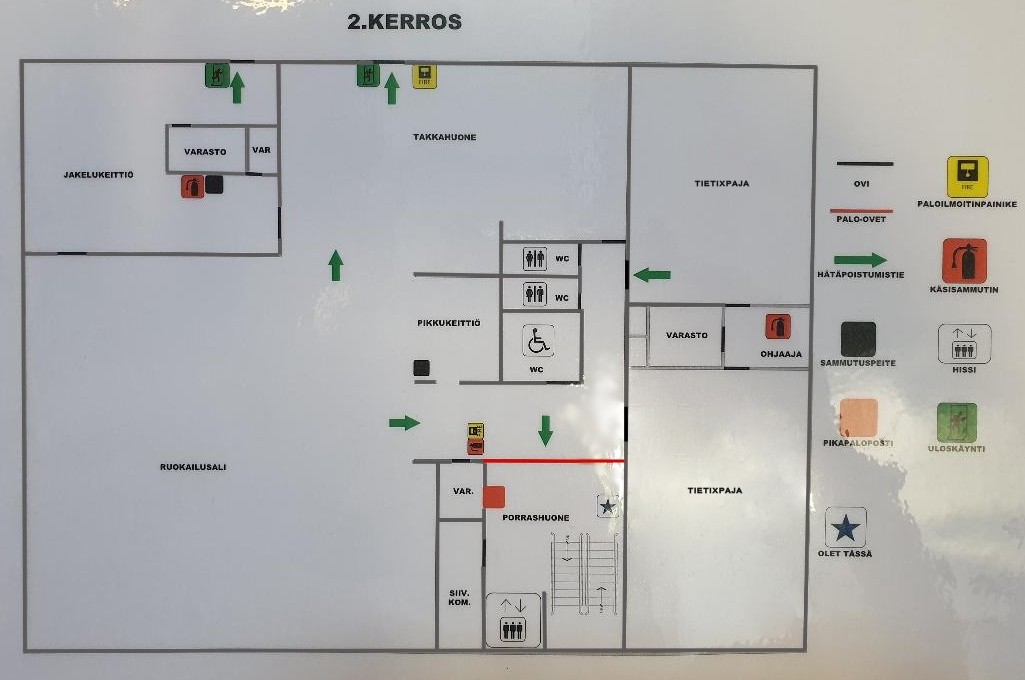 2.KERROS
FIRE
TAKKAHUONE
VARASTO
VAR
JAKELUKEITTIÖ
TIETIXPAJA
WC
WC
WC
PIKKUKEITTIÖ
VARASTO
OHJAAJA
RUOKAILUSALI
VAR.
PORRASHUONE
TIETIXPAJA
SIIV.
KOM.
OVI
FIRE
PALOILMOITINPAINIKE
PALO-OVET
HÄTÄPOISTUMISTIE
KÄSISAMMUTIN
SAMMUTUSPEITE
HISSI
PIKAPALOPOSTI
ULOSKÄYNTI
OLET TÄSSÄ